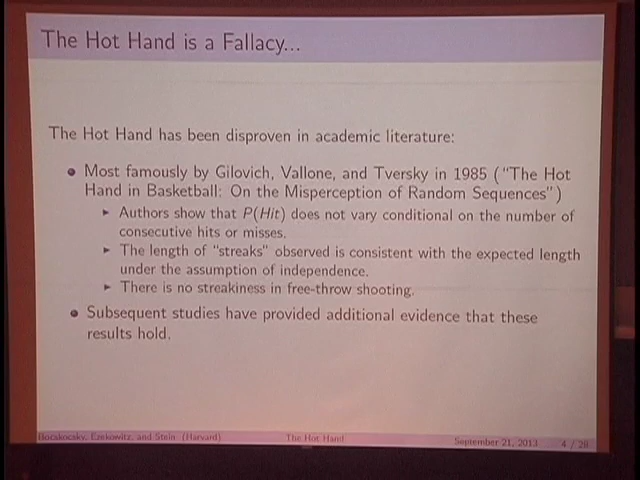 The Hot Hand is a Fallacy...
The Hot Hand has been disproven in academic literature:
Most famously by Gilovich, Vallone, and Tversky in 1985 ("The Hot
Hand in Basketball: On the Misperception of Random Sequences")
Authors show that P(Hit) does not vary conditional on the number of
consecutive hits or misses.
The length of "streaks" observed is consistent with the expected length
under the assumption of independence.
There is no streakiness in free-throw shooting.
Subsequent studies have provided additional evidence that these
results hold.
Ezekowitz, and Stein (Harvard)
The Hot Hand
September 21, 2013
4 / 28